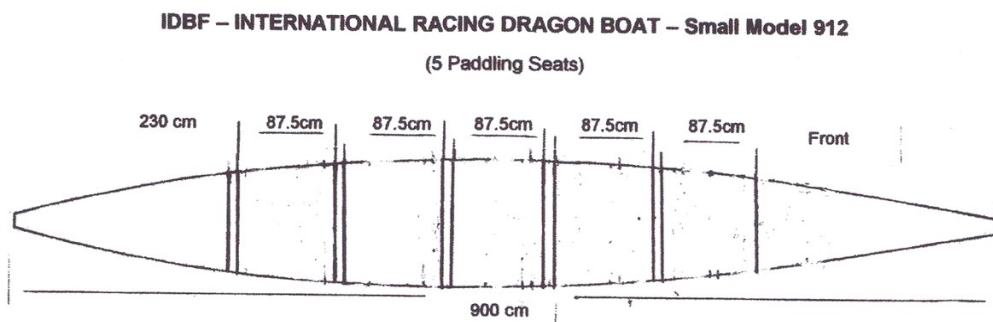 IDBF – INTERNATIONAL RACING DRAGON BOAT – Small Model 912
(5 Paddling Seats)
230 cm 87.5cm 87.5cm 87.5cm 87.5cm 87.5cm Front
900 cm